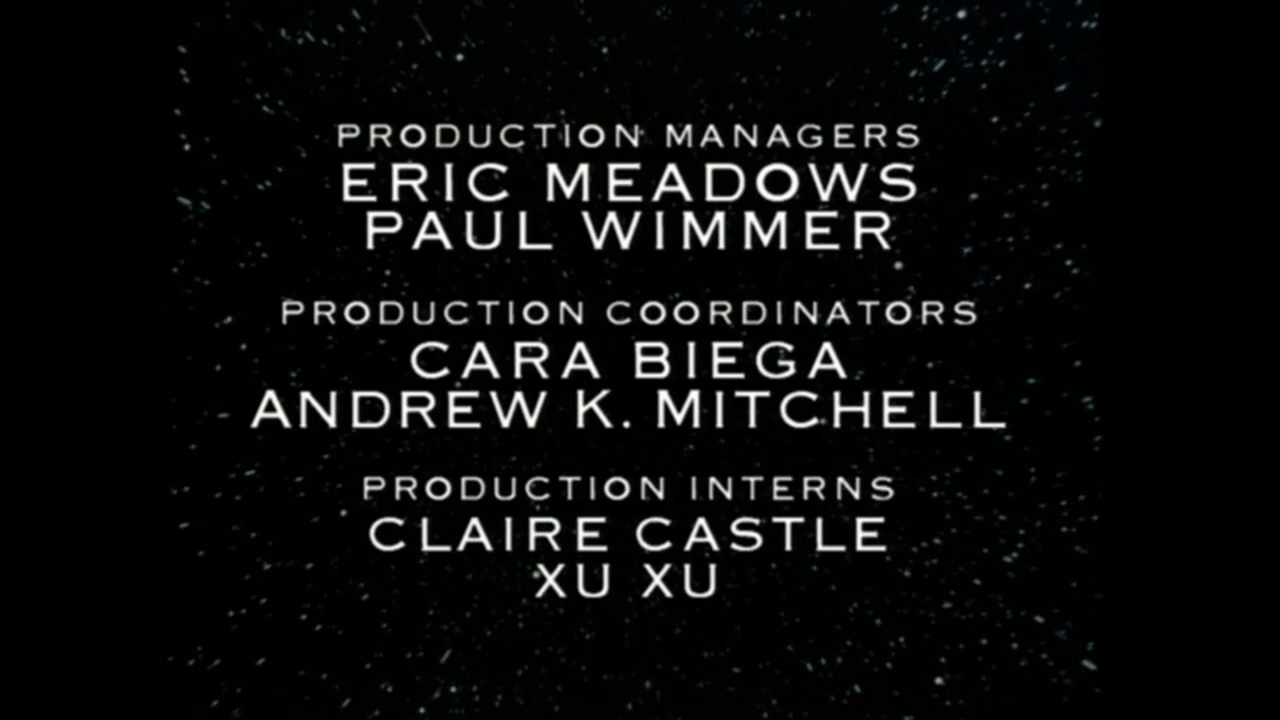 PRODUCTION MANAGERS
ERIC MEADOWS
PAUL WIMMER
PRODUCTION COORDINATORS
CARA BIEGA
ANDREW K. MITCHELL
PRODUCTION INTERNS
CLAIRE CASTLE
XU XU